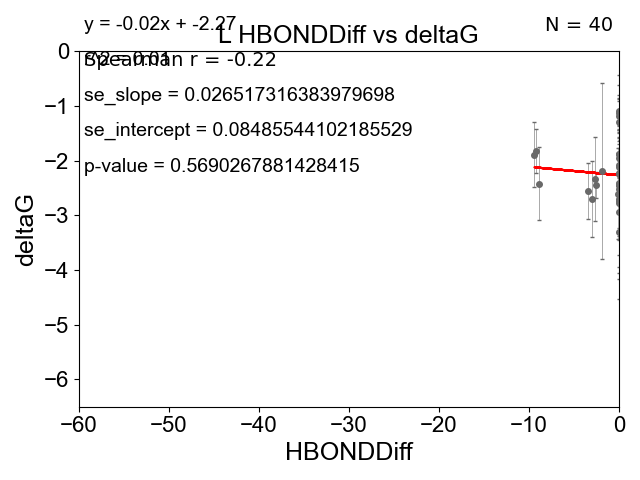 y = -0.02x + -2.27
N = 40
L HBONDDiff vs deltaG
Spearman r = -0.22
se_slope = 0.026517316383979698
se_intercept = 0.08485544102185529
p-value = 0.5690267881428415
deltaG
0
−1
−2
−3
−4
−5
−6
−60
−50
−40
−30
−20
−10
0
HBONDDiff